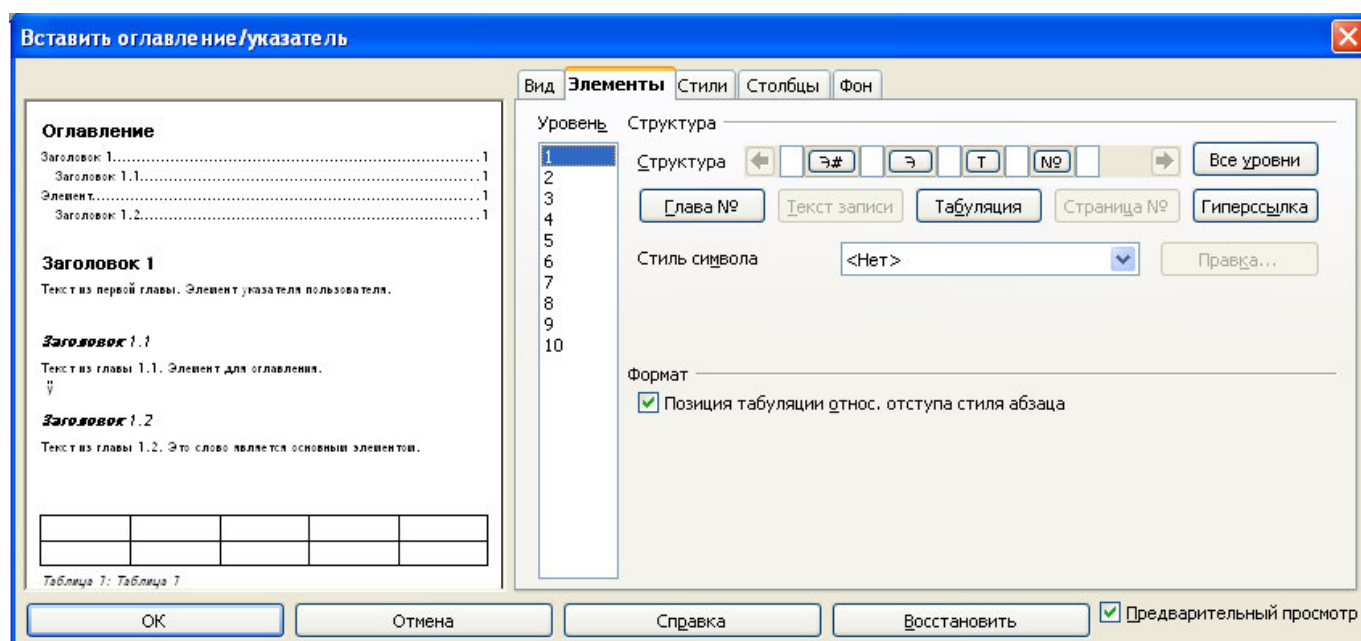 Вставить оглавление/указатель
Вид Элементы Стили Столбцы Фон
Оглавление
Заголовок 1........................................................................1
Заголовок 1.1........................................................................1
Элемент........................................................................1
Заголовок 1.2........................................................................1
Заголовок 1
Текст из первой главы. Элемент указателя пользователя.
Заголовок 1.1
Текст из главы 1.1. Элемент для оглавления.
ÿ
Заголовок 1.2
Текст из главы 1.2. Это слово является основным элементом.
Таблица 1: Таблица 1
Уровень
1
2
3
4
5
6
7
8
9
10
Структура
Структура Э# Э Т № Все уровни
Глава № Текст записи Табуляция Страница № Гиперссылка
Стиль символа <Нет> Правка...
Формат
Позиция табуляции относ. отступа стиля абзаца
ОК Отмена Справка Восстановить Предварительный просмотр